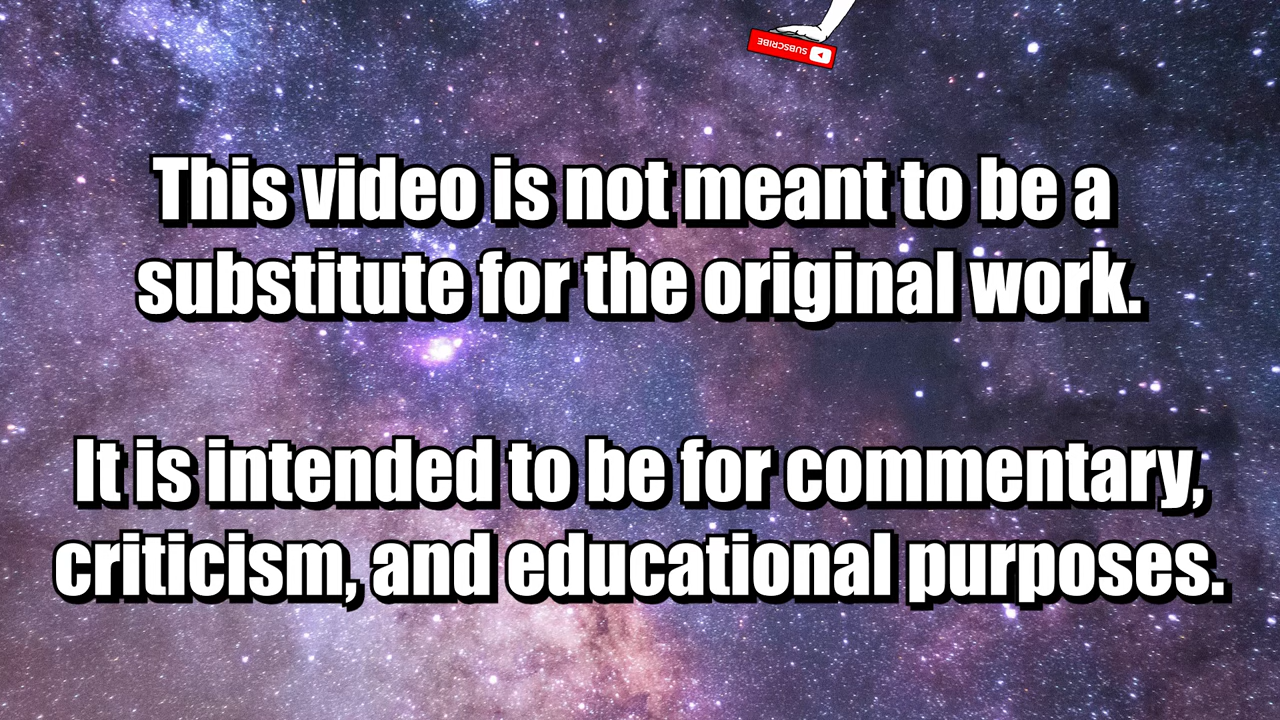 SUBSCRIBE
This video is not meant to be a
substitute for the original work.
It is intended to be for commentary,
criticism, and educational purposes.